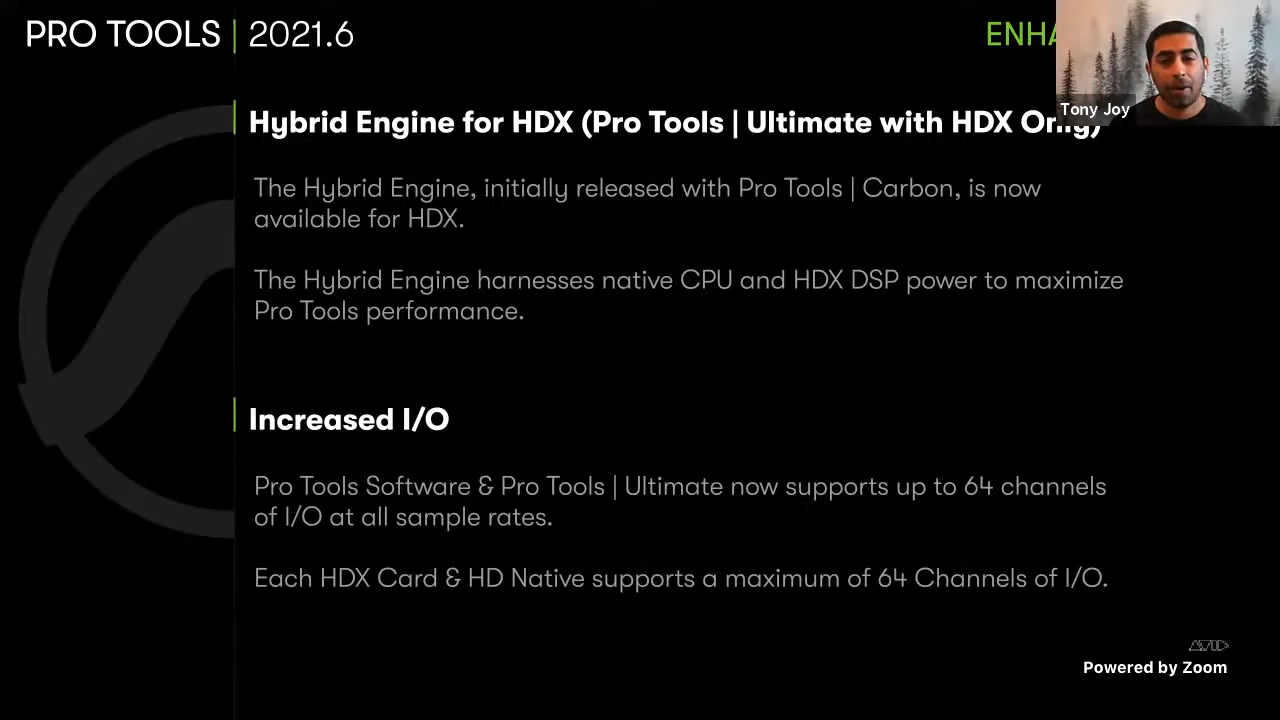 PRO TOOLS | 2021.6
Tony Joy
Hybrid Engine for HDX (Pro Tools | Ultimate with HDX Only)
The Hybrid Engine, initially released with Pro Tools | Carbon, is now
available for HDX.
The Hybrid Engine harnesses native CPU and HDX DSP power to maximize
Pro Tools performance.
Increased I/O
Pro Tools Software & Pro Tools | Ultimate now supports up to 64 channels
of I/O at all sample rates.
Each HDX Card & HD Native supports a maximum of 64 Channels of I/O.
AVID
Powered by Zoom